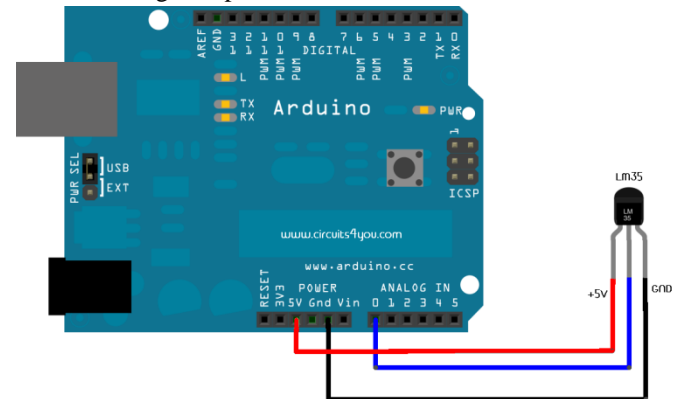 AREF
GND
13
12
11
10
9
8
7
6
5
4
3
2
1
0
PWM
PWM
PWM
PWM
PWM
PWM
TX
RX
DIGITAL
L
TX
RX
Arduino
PWR
1
ICSP
PWR SEL
USB
EXT
www.circuits4you.com
www.arduino.cc
POWER
ANALOG IN
RESET
3V3
5V Gnd Vin
0 1 2 3 4 5
Lm35
LM
35
+5V
GND